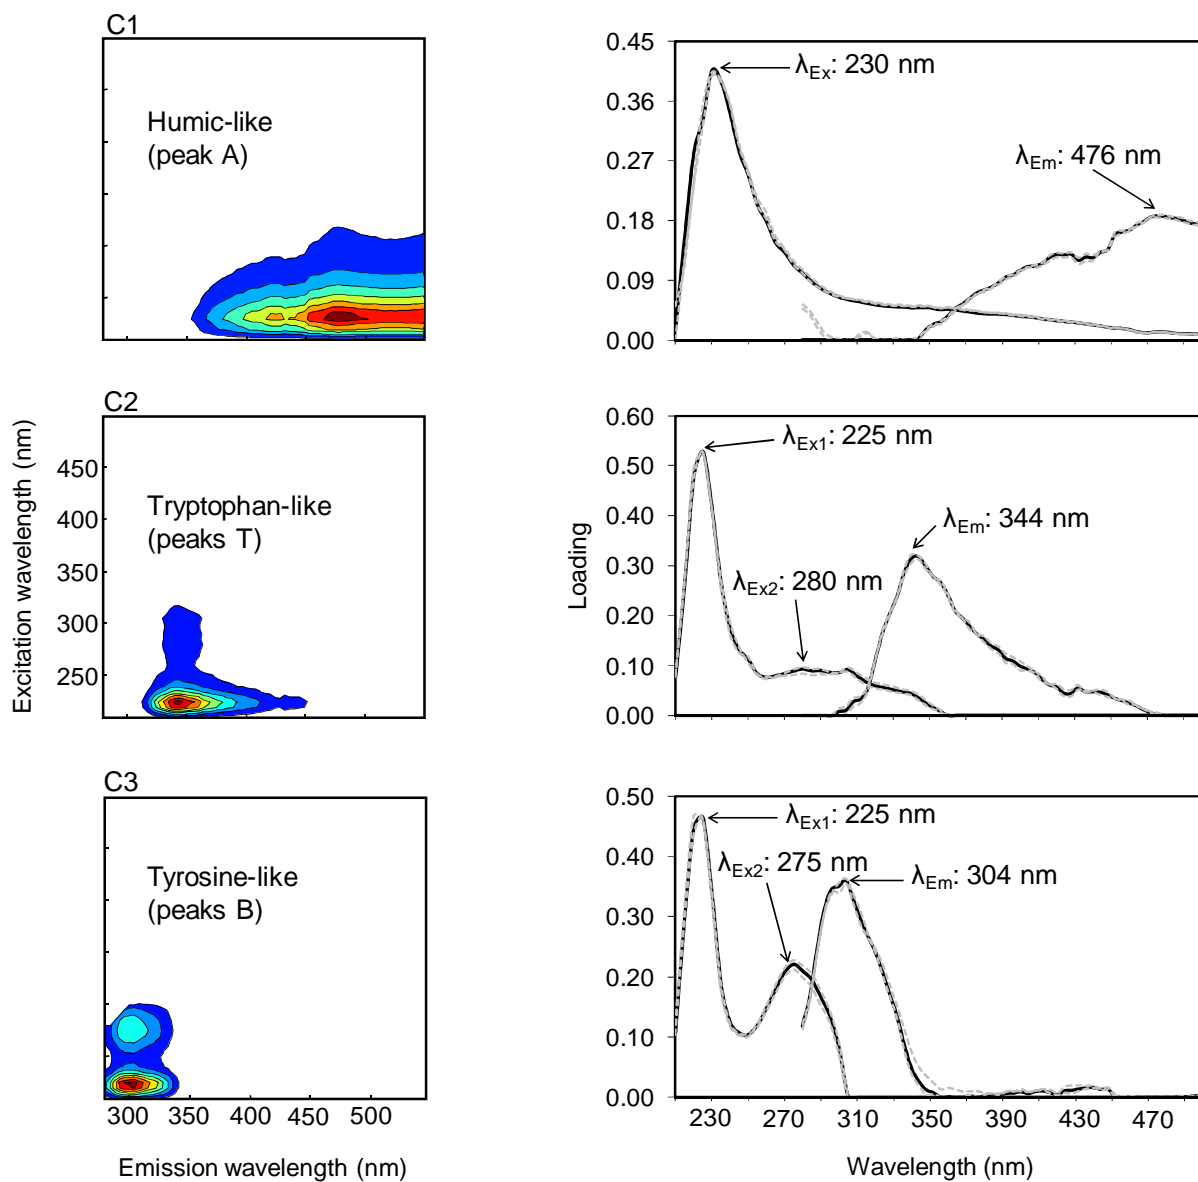 C1
Humic-like
(peak A)
0.45
0.36
0.27
0.18
0.09
0.00
λEx: 230 nm
λEm: 476 nm
C2
Excitation wavelength (nm)
450
400
350
300
250
Tryptophan-like
(peaks T)
Loading
0.60
0.50
0.40
0.30
0.20
0.10
0.00
λEx1: 225 nm
λEm: 344 nm
λEx2: 280 nm
C3
Tyrosine-like
(peaks B)
300 350 400 450 500
Emission wavelength (nm)
0.50
0.40
0.30
0.20
0.10
0.00
λEx1: 225 nm
λEx2: 275 nm
λEm: 304 nm
230 270 310 350 390 430 470
Wavelength (nm)